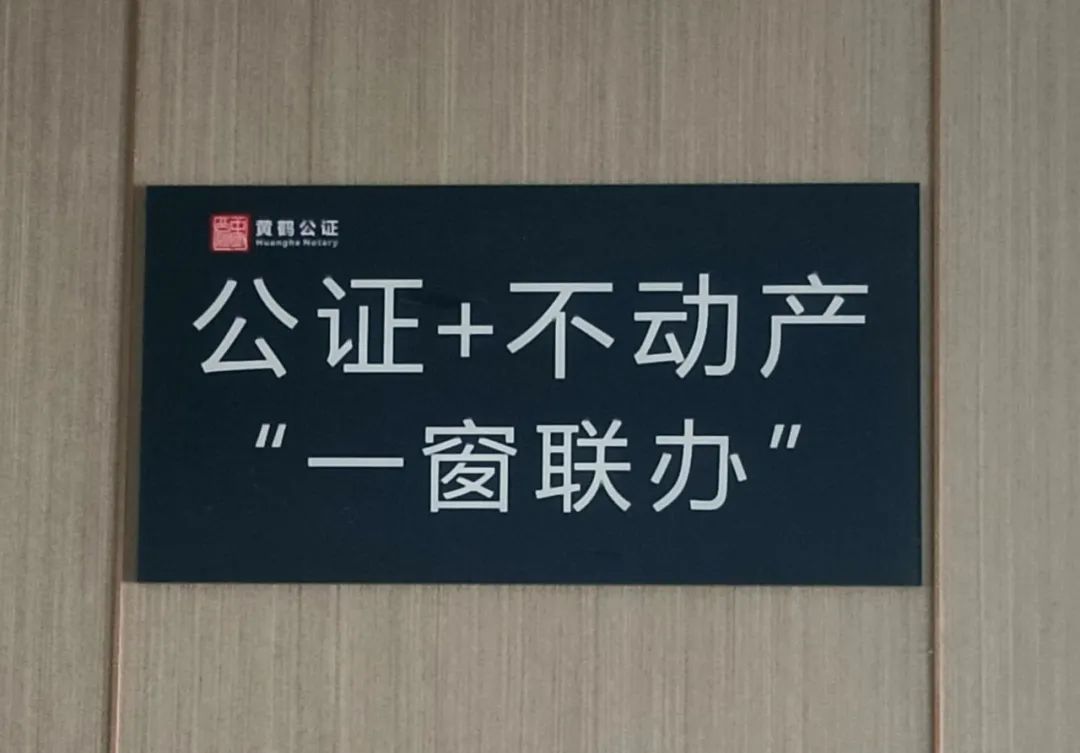 黄鹤公证
Huanghe Notary
公证+不动产
“一窗联办”